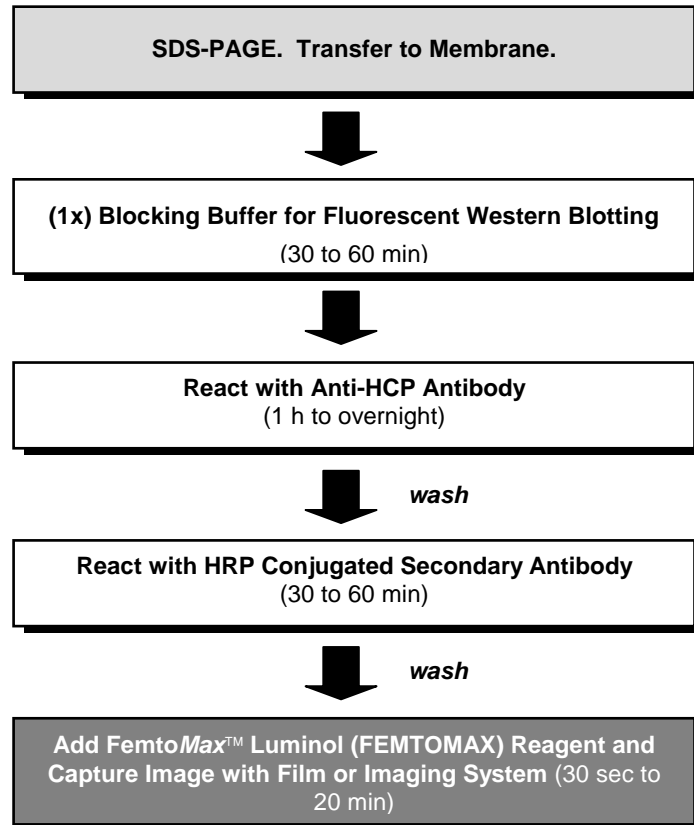 SDS-PAGE.  Transfer to Membrane.
(1x) Blocking Buffer for Fluorescent Western Blotting
(30 to 60 min)
React with Anti-HCP Antibody
(1 h to overnight)
wash
React with HRP Conjugated Secondary Antibody
(30 to 60 min)
wash
Add FemtoMax™ Luminol (FEMTOMAX) Reagent and
Capture Image with Film or Imaging System (30 sec to
20 min)